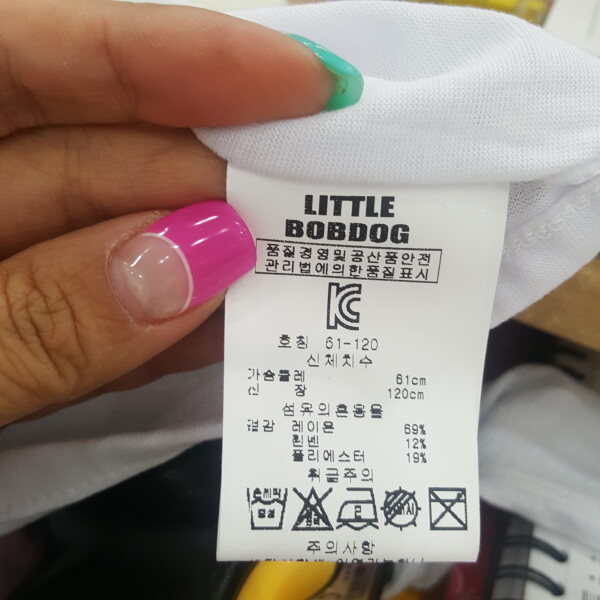 LITTLE
BOBDOG
품질경영및공산품안전
관리법에의한품질표시
호칭 61-120
신체치수
가슴둘레 61cm
신 장 120cm
섬유의혼용률
겉감 레이온 69%
린넨 12%
폴리에스터 19%
취급주의
주의사항